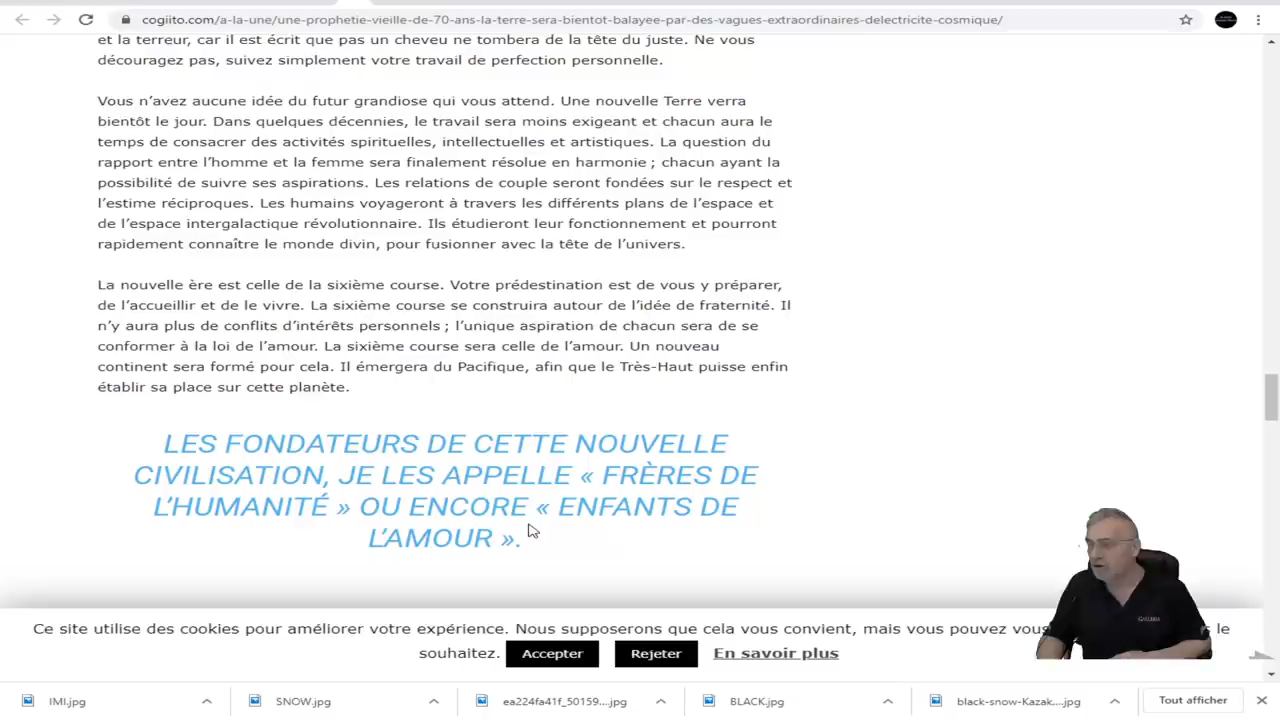 cogiito.com/a-la-une/une-prophetie-vieille-de-70-ans-la-terre-sera-bientot-balayee-par-des-vagues-extraordinaires-delectricite-cosmique/
et la terreur, car il est écrit que pas un cheveu ne tombera de la tête du juste. Ne vous
découragez pas, suivez simplement votre travail de perfection personnelle.
Vous n'avez aucune idée du futur grandiose qui vous attend. Une nouvelle Terre verra
bientôt le jour. Dans quelques décennies, le travail sera moins exigeant et chacun aura le
temps de consacrer des activités spirituelles, intellectuelles et artistiques. La question du
rapport entre l'homme et la femme sera finalement résolue en harmonie ; chacun ayant la
possibilité de suivre ses aspirations. Les relations de couple seront fondées sur le respect et
l'estime réciproques. Les humains voyageront à travers les différents plans de l'espace et
de l'espace intergalactique révolutionnaire. Ils étudieront leur fonctionnement et pourront
rapidement connaître le monde divin, pour fusionner avec la tête de l'univers.
La nouvelle ère est celle de la sixième course. Votre prédestination est de vous y préparer,
de l'accueillir et de le vivre. La sixième course se construira autour de l'idée de fraternité. Il
n'y aura plus de conflits d'intérêts personnels ; l'unique aspiration de chacun sera de se
conformer à la loi de l'amour. La sixième course sera celle de l'amour. Un nouveau
continent sera formé pour cela. Il émergera du Pacifique, afin que le Très-Haut puisse enfin
établir sa place sur cette planète.
LES FONDATEURS DE CETTE NOUVELLE
CIVILISATION, JE LES APPELLE « FRÈRES DE
L'HUMANITÉ » OU ENCORE « ENFANTS DE
L'AMOUR ».
Ce site utilise des cookies pour améliorer votre expérience. Nous supposerons que cela vous convient, mais vous pouvez le
souhaitez. Accepter Rejeter En savoir plus
IMI.jpg SNOW.jpg ea224fa41f_50159....jpg BLACK.jpg black-snow-Kazak....jpg Tout afficher